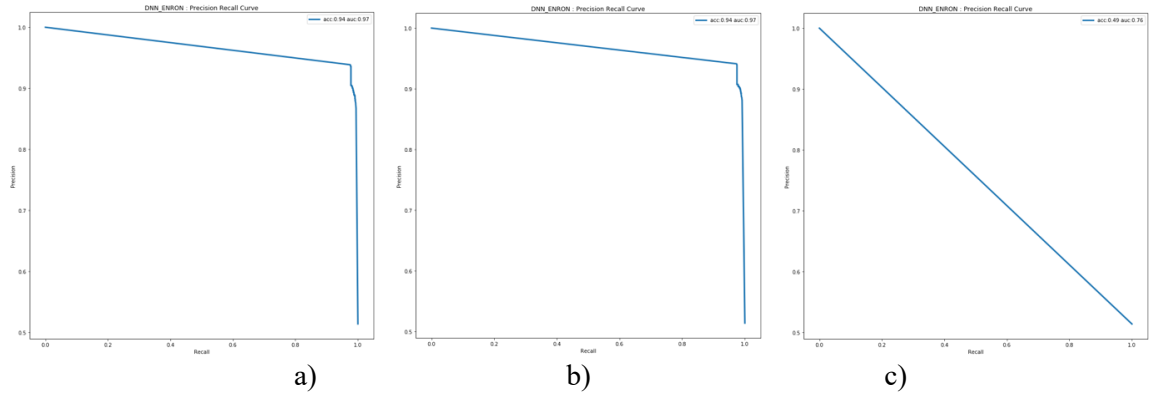 DNN_ENRON : Precision Recall Curve
acc:0.94 auc:0.97
1.0
0.9
0.8
0.7
0.6
0.5
Precision
0.0 0.2 0.4 0.6 0.8 1.0
Recall
a)
DNN_ENRON : Precision Recall Curve
acc:0.94 auc:0.97
1.0
0.9
0.8
0.7
0.6
0.5
Precision
0.0 0.2 0.4 0.6 0.8 1.0
Recall
b)
DNN_ENRON : Precision Recall Curve
acc:0.49 auc:0.76
1.0
0.9
0.8
0.7
0.6
0.5
Precision
0.0 0.2 0.4 0.6 0.8 1.0
Recall
c)